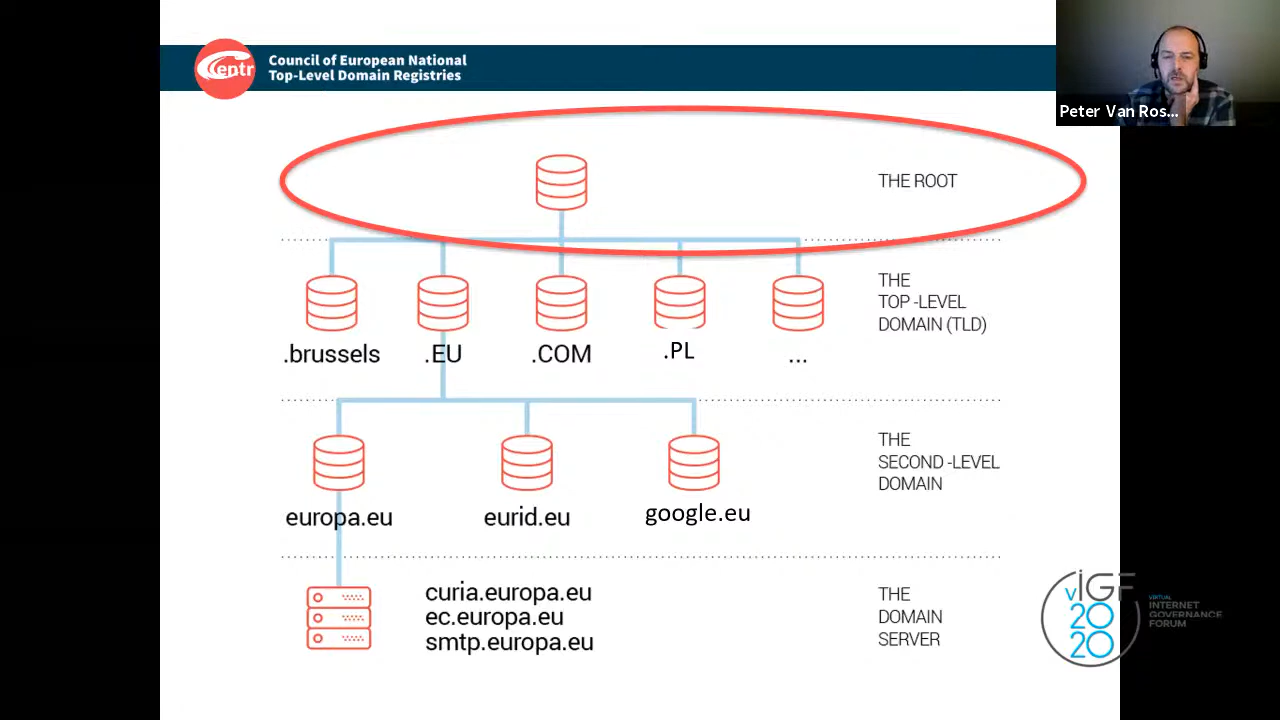 centr
Council of European National
Top-Level Domain Registries
Peter Van Ros...
THE ROOT
THE
TOP -LEVEL
DOMAIN (TLD)
.brussels
.EU
.COM
.PL
...
THE
SECOND -LEVEL
DOMAIN
europa.eu
eurid.eu
google.eu
curia.europa.eu
ec.europa.eu
smtp.europa.eu
THE
DOMAIN
SERVER
vIGF
2020
VIRTUAL
INTERNET
GOVERNANCE
FORUM